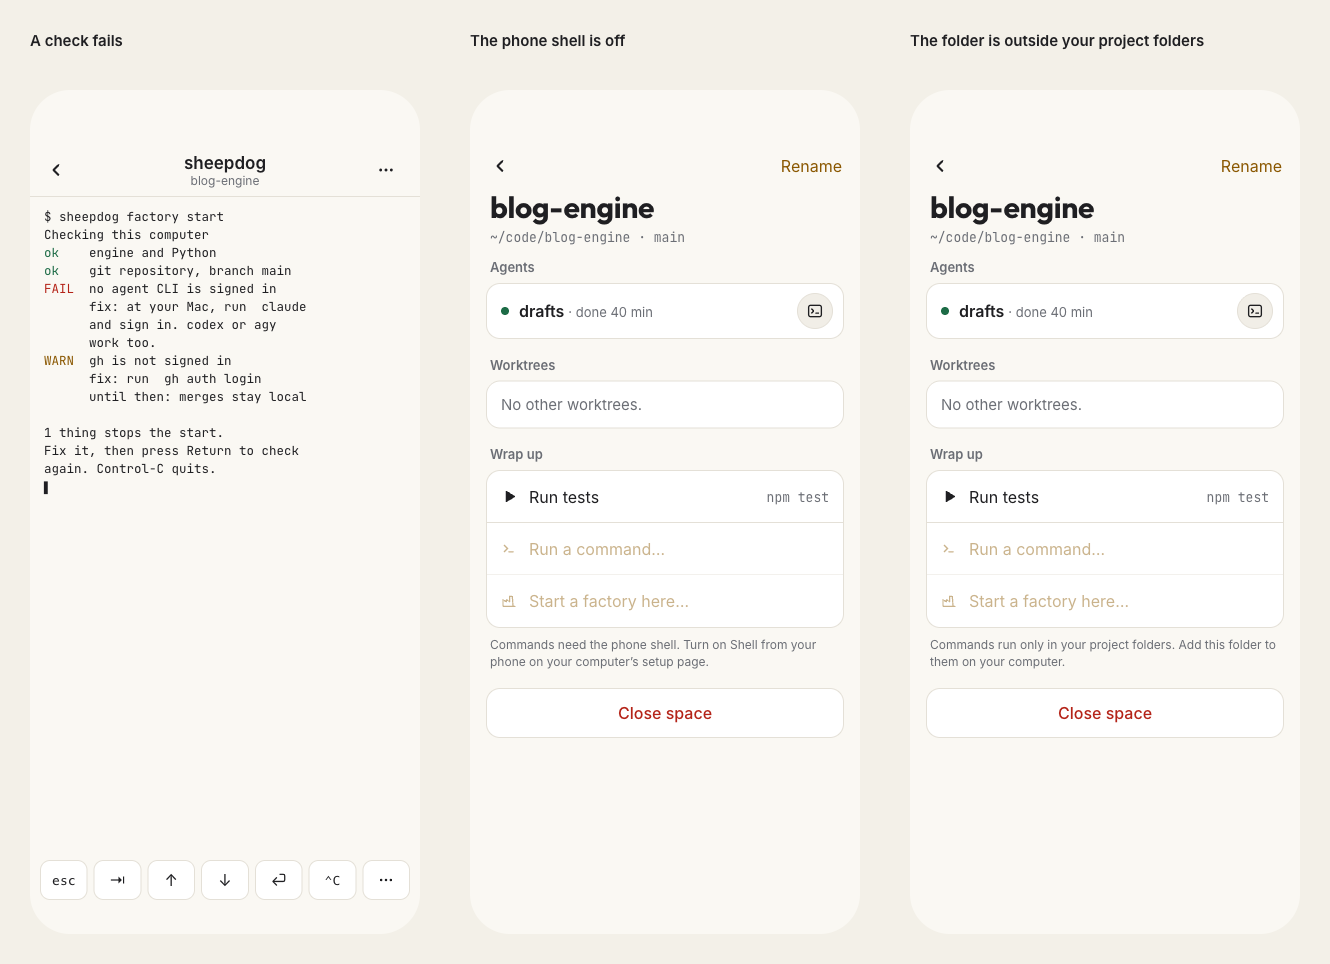 A check fails
sheepdog
blog-engine
$ sheepdog factory start
Checking this computer
ok engine and Python
ok git repository, branch main
FAIL no agent CLI is signed in
fix: at your Mac, run claude
and sign in. codex or agy
work too.
WARN gh is not signed in
fix: run gh auth login
until then: merges stay local
1 thing stops the start.
Fix it, then press Return to check
again. Control-C quits.
esc
^C
The phone shell is off
Rename
blog-engine
~/code/blog-engine · main
Agents
drafts · done 40 min
Worktrees
No other worktrees.
Wrap up
Run tests npm test
Run a command...
Start a factory here...
Commands need the phone shell. Turn on Shell from your
phone on your computer’s setup page.
Close space
The folder is outside your project folders
Rename
blog-engine
~/code/blog-engine · main
Agents
drafts · done 40 min
Worktrees
No other worktrees.
Wrap up
Run tests npm test
Run a command...
Start a factory here...
Commands run only in your project folders. Add this folder to
them on your computer.
Close space